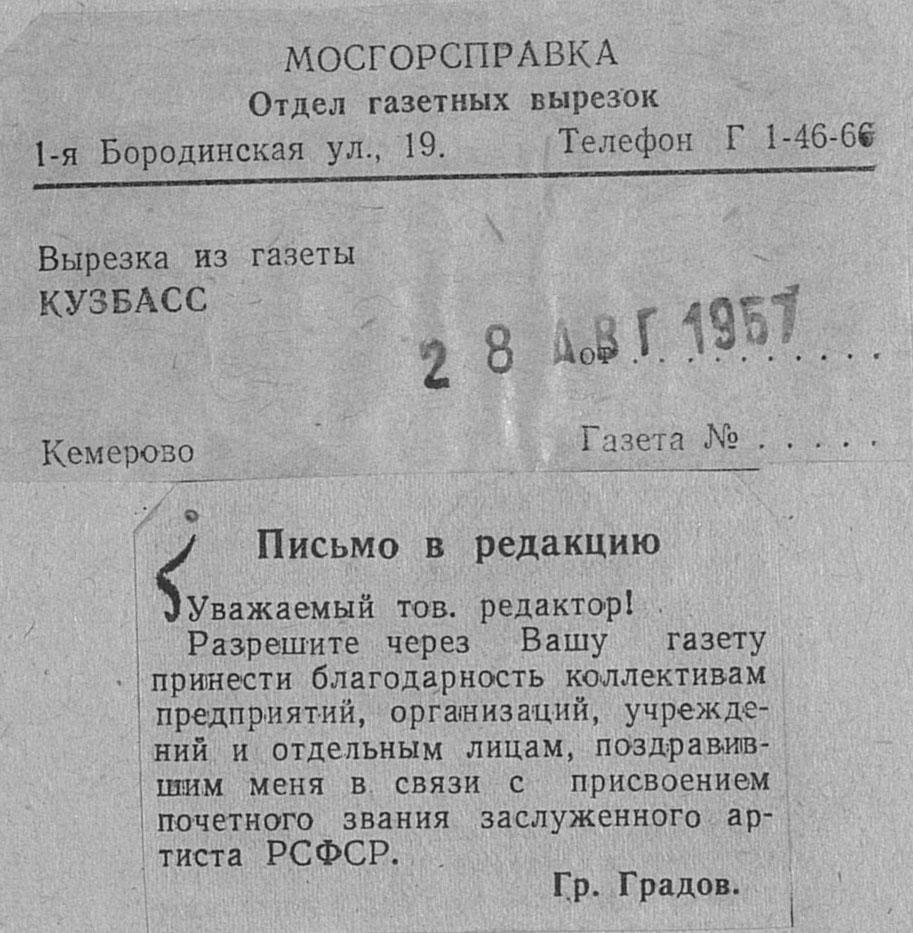 МОСГОРСПРАВКА
Отдел газетных вырезок
1-я Бородинская ул., 19. Телефон Г 1-46-66
Вырезка из газеты
КУЗБАСС
28 АВГ 1957
от . . . . . . . . . .
Кемерово Газета № . . . . .
Письмо в редакцию
Уважаемый тов. редактор!
Разрешите через Вашу газету
принести благодарность коллективам
предприятий, организаций, учрежде-
ний и отдельным лицам, поздравив-
шим меня в связи с присвоением
почетного звания заслуженного ар-
тиста РСФСР.
Гр. Градов.